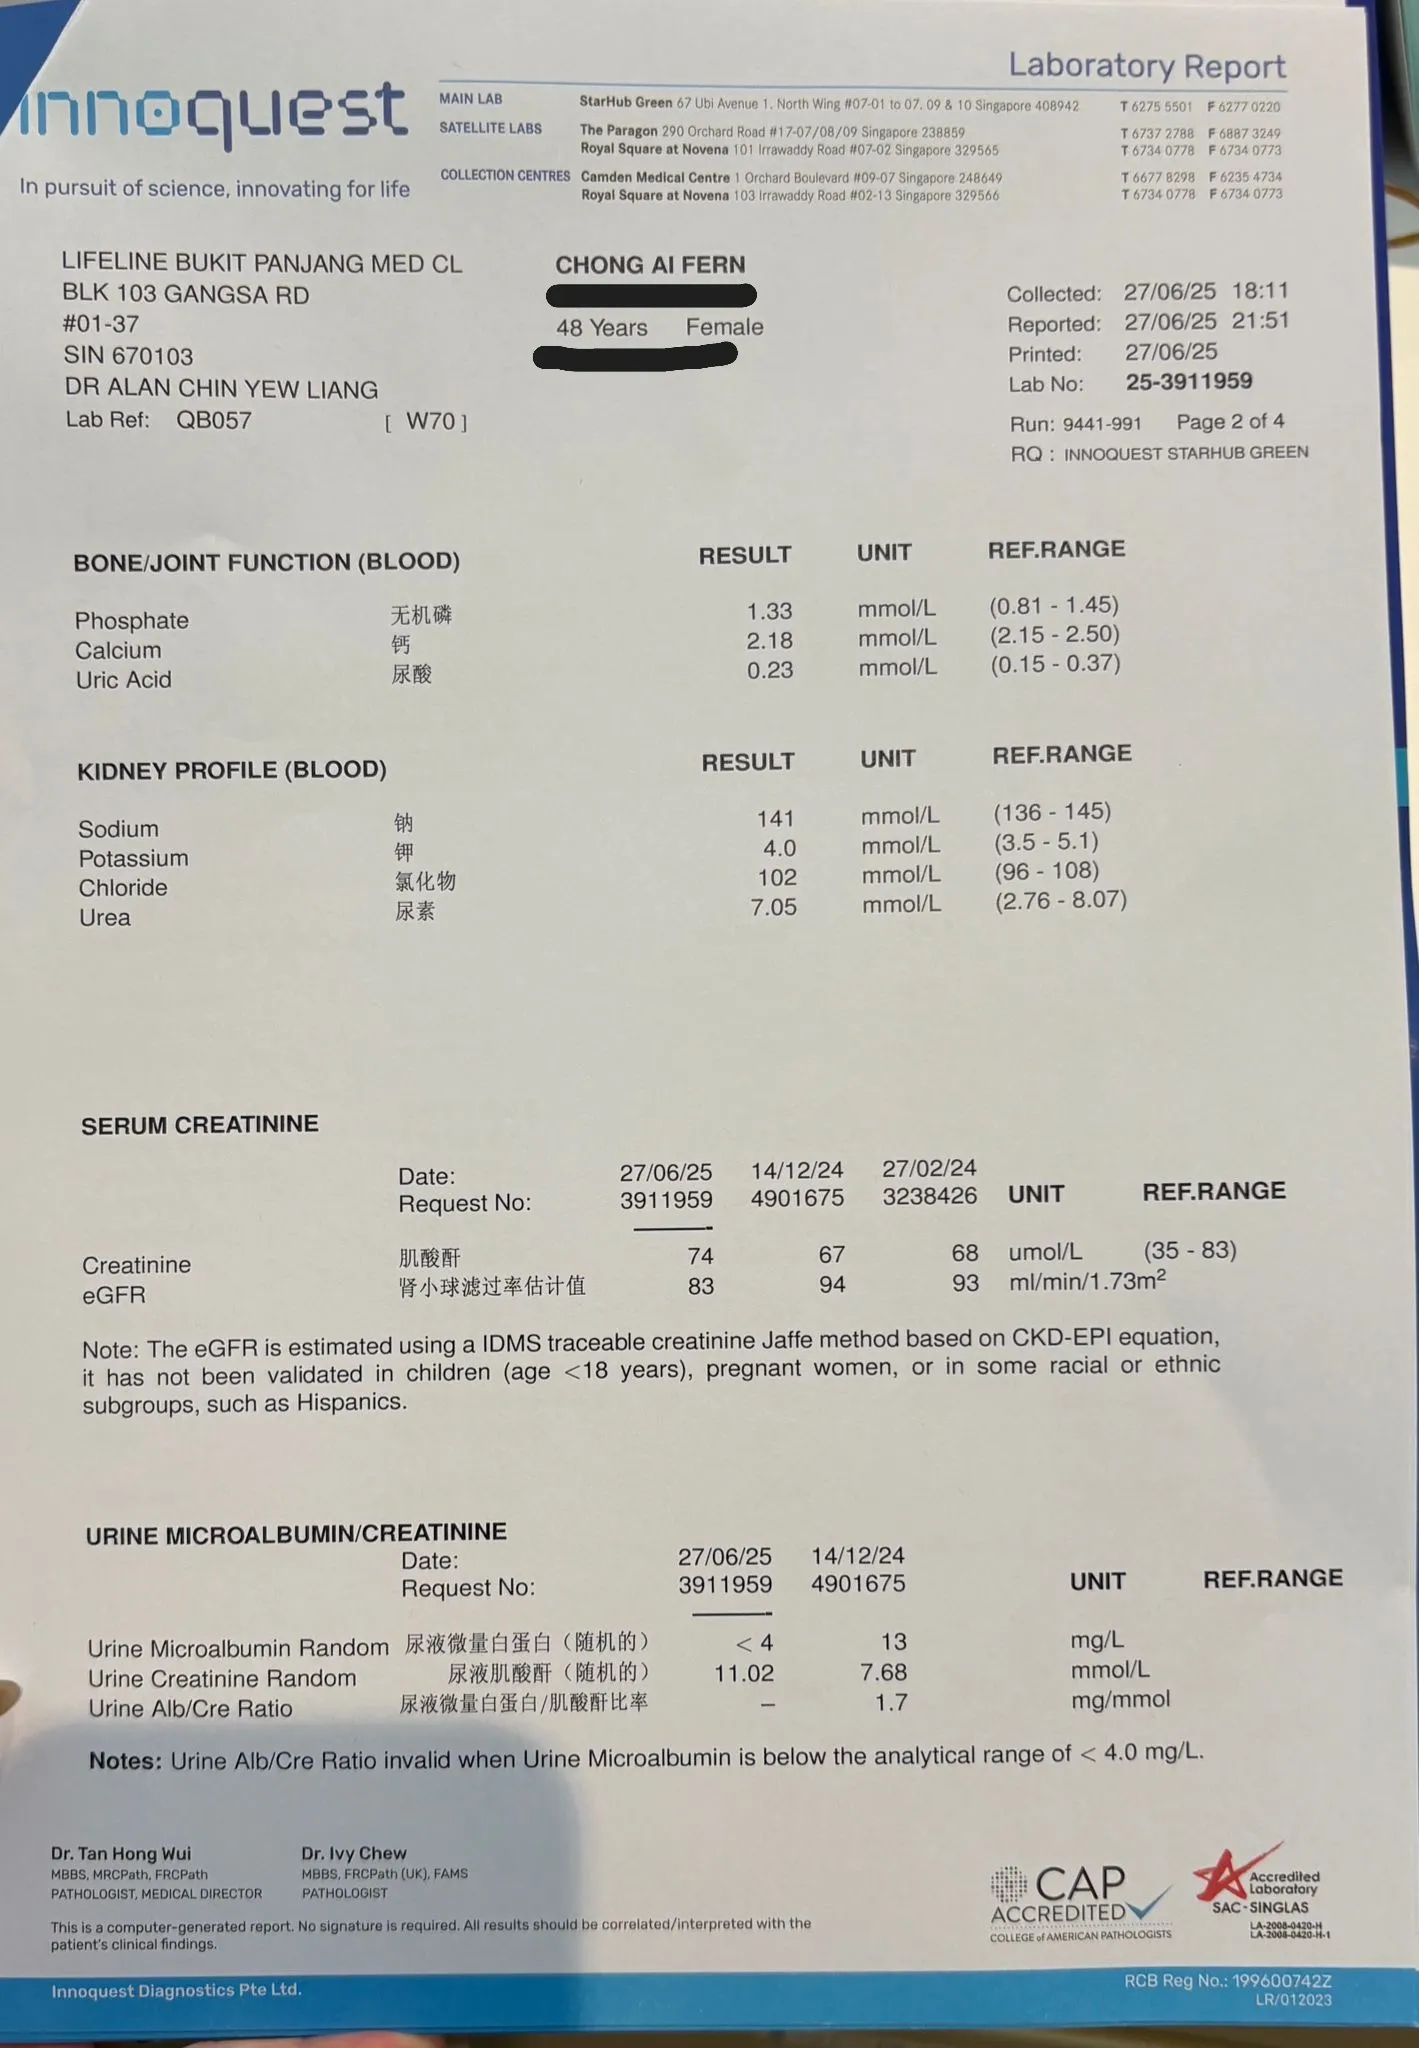 Laboratory Report
innoquest
In pursuit of science, innovating for life
MAIN LAB StarHub Green 67 Ubi Avenue 1, North Wing #07-01 to 07, 09 & 10 Singapore 408942 T 6275 5501 F 6277 0220
SATELLITE LABS The Paragon 290 Orchard Road #17-07/08/09 Singapore 238859 T 6737 2788 F 6887 3249
Royal Square at Novena 101 Irrawaddy Road #07-02 Singapore 329565 T 6734 0778 F 6734 0773
COLLECTION CENTRES Camden Medical Centre 1 Orchard Boulevard #09-07 Singapore 248649 T 6677 8298 F 6235 4734
Royal Square at Novena 103 Irrawaddy Road #02-13 Singapore 329566 T 6734 0778 F 6734 0773
LIFELINE BUKIT PANJANG MED CL
BLK 103 GANGSA RD
#01-37
SIN 670103
DR ALAN CHIN YEW LIANG
Lab Ref: QB057 [ W70 ]
CHONG AI FERN
48 Years Female
Collected: 27/06/25 18:11
Reported: 27/06/25 21:51
Printed: 27/06/25
Lab No: 25-3911959
Run: 9441-991 Page 2 of 4
RQ : INNOQUEST STARHUB GREEN
BONE/JOINT FUNCTION (BLOOD) RESULT UNIT REF.RANGE
Phosphate 无机磷 1.33 mmol/L (0.81 - 1.45)
Calcium 钙 2.18 mmol/L (2.15 - 2.50)
Uric Acid 尿酸 0.23 mmol/L (0.15 - 0.37)
KIDNEY PROFILE (BLOOD) RESULT UNIT REF.RANGE
Sodium 钠 141 mmol/L (136 - 145)
Potassium 钾 4.0 mmol/L (3.5 - 5.1)
Chloride 氯化物 102 mmol/L (96 - 108)
Urea 尿素 7.05 mmol/L (2.76 - 8.07)
SERUM CREATININE
Date: 27/06/25 14/12/24 27/02/24
Request No: 3911959 4901675 3238426 UNIT REF.RANGE
Creatinine 肌酸酐 74 67 68 umol/L (35 - 83)
eGFR 肾小球滤过率估计值 83 94 93 ml/min/1.73m²
Note: The eGFR is estimated using a IDMS traceable creatinine Jaffe method based on CKD-EPI equation,
it has not been validated in children (age <18 years), pregnant women, or in some racial or ethnic
subgroups, such as Hispanics.
URINE MICROALBUMIN/CREATININE
Date: 27/06/25 14/12/24
Request No: 3911959 4901675 UNIT REF.RANGE
Urine Microalbumin Random 尿液微量白蛋白（随机的） < 4 13 mg/L
Urine Creatinine Random 尿液肌酸酐（随机的） 11.02 7.68 mmol/L
Urine Alb/Cre Ratio 尿液微量白蛋白/肌酸酐比率 – 1.7 mg/mmol
Notes: Urine Alb/Cre Ratio invalid when Urine Microalbumin is below the analytical range of < 4.0 mg/L.
Dr. Tan Hong Wui
MBBS, MRCPath, FRCPath
PATHOLOGIST, MEDICAL DIRECTOR
Dr. Ivy Chew
MBBS, FRCPath (UK), FAMS
PATHOLOGIST
This is a computer-generated report. No signature is required. All results should be correlated/interpreted with the
patient's clinical findings.
CAP
ACCREDITED
COLLEGE of AMERICAN PATHOLOGISTS
Accredited
Laboratory
SAC-SINGLAS
LA-2008-0420-H
LA-2008-0420-H-1
Innoquest Diagnostics Pte Ltd.
RCB Reg No.: 199600742Z
LR/012023